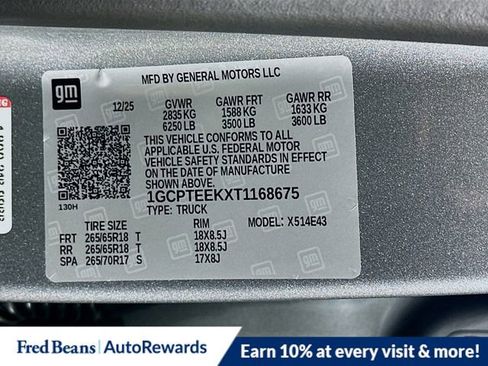 gm
MFD BY GENERAL MOTORS LLC
12/25 GVWR GAWR FRT GAWR RR
2835 KG 1588 KG 1633 KG
6250 LB 3500 LB 3600 LB
THIS VEHICLE CONFORMS TO ALL
APPLICABLE U.S. FEDERAL MOTOR
VEHICLE SAFETY STANDARDS IN EFFECT
ON THE DATE OF MANUFACTURE
SHOWN ABOVE.
1GCPTEEKXT1168675
130H
TYPE: TRUCK MODEL: X514E43
TIRE SIZE RIM
FRT 265/65R18 T 18X8.5J
RR 265/65R18 T 18X8.5J
SPA 265/70R17 S 17X8J
Fred Beans | AutoRewards
Earn 10% at every visit & more!